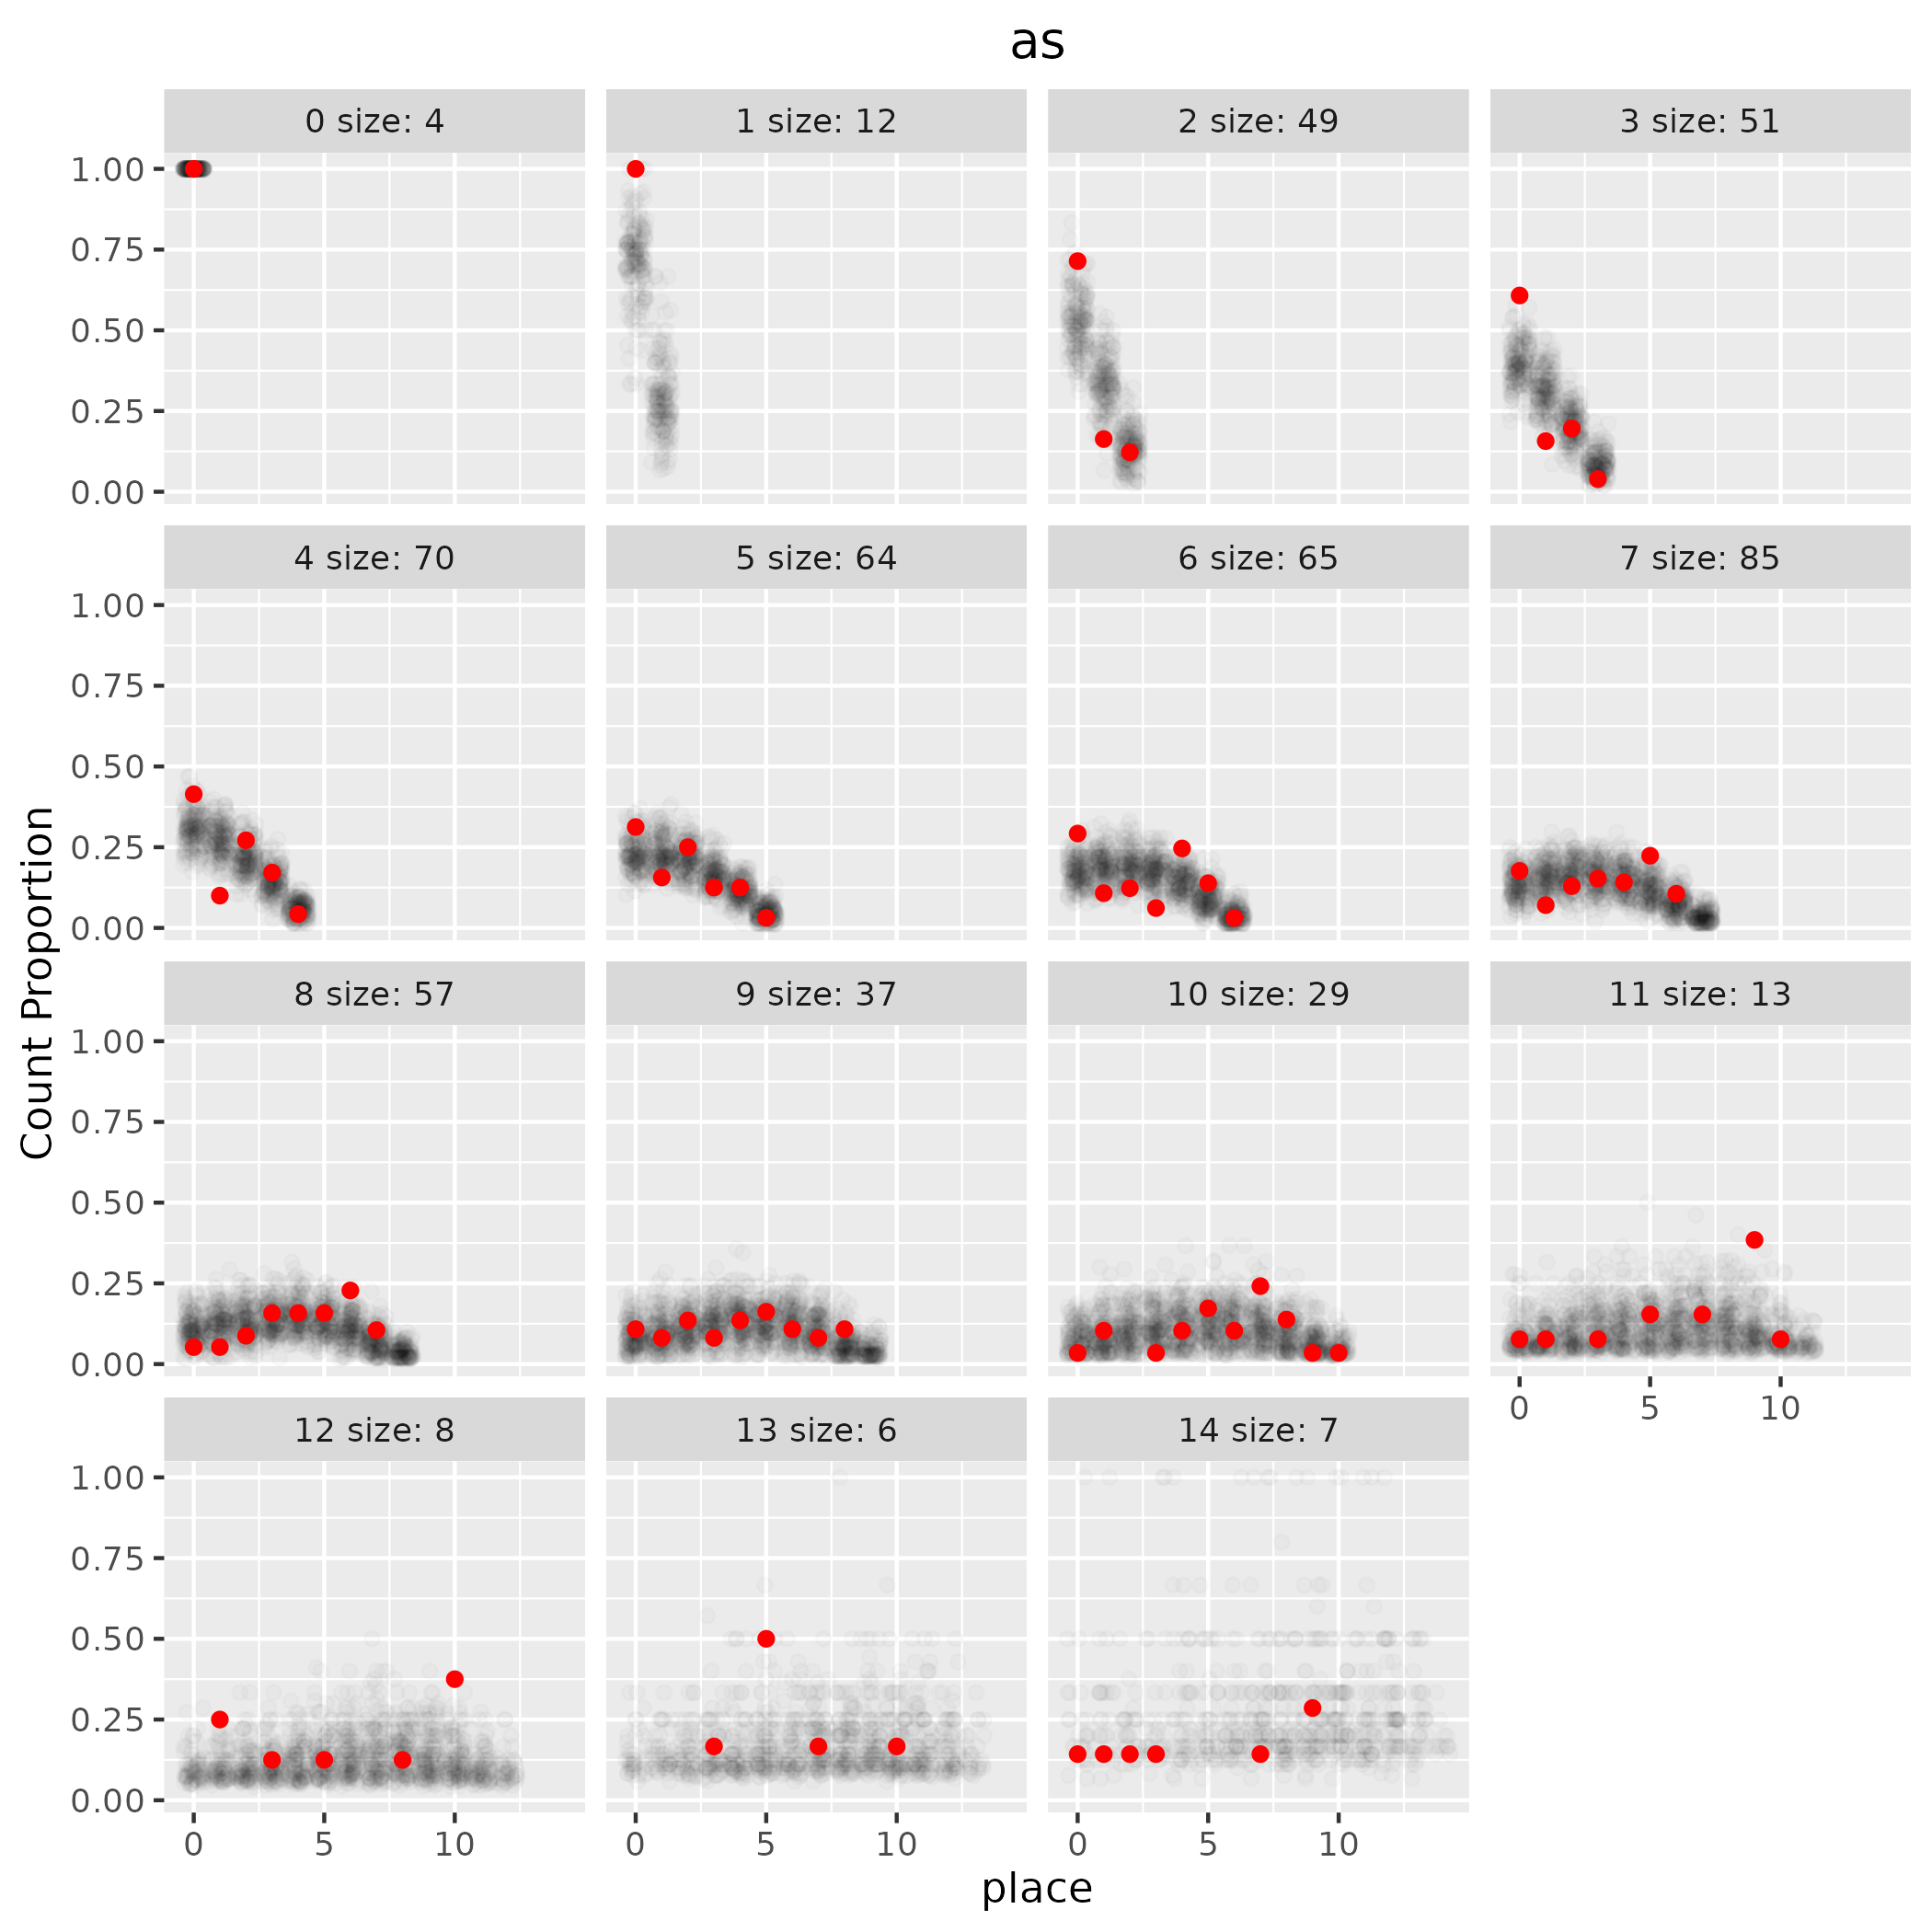 as
0 size: 4
1 size: 12
2 size: 49
3 size: 51
1.00
0.75
0.50
0.25
0.00
4 size: 70
5 size: 64
6 size: 65
7 size: 85
1.00
0.75
0.50
0.25
0.00
Count Proportion
8 size: 57
9 size: 37
10 size: 29
11 size: 13
1.00
0.75
0.50
0.25
0.00
0 5 10
12 size: 8
13 size: 6
14 size: 7
1.00
0.75
0.50
0.25
0.00
0 5 10
0 5 10
0 5 10
place